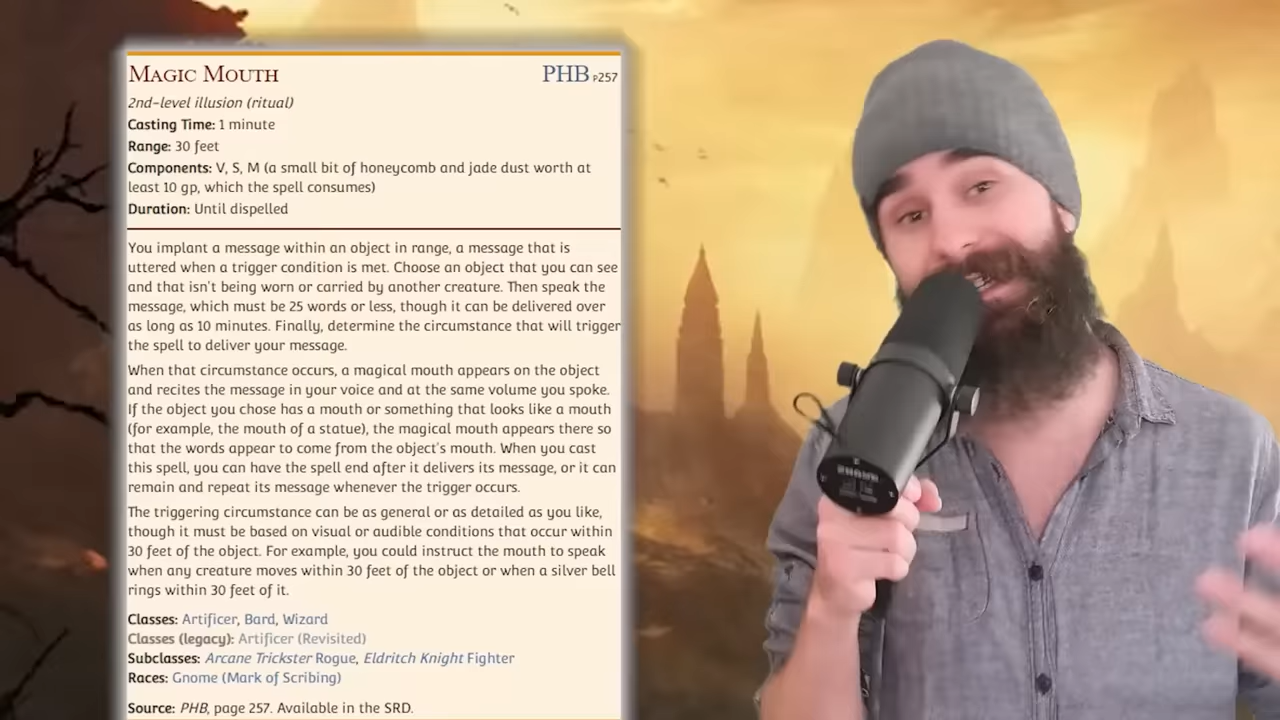 MAGIC MOUTH PHB P257
2nd-level illusion (ritual)
Casting Time: 1 minute
Range: 30 feet
Components: V, S, M (a small bit of honeycomb and jade dust worth at
least 10 gp, which the spell consumes)
Duration: Until dispelled
You implant a message within an object in range, a message that is
uttered when a trigger condition is met. Choose an object that you can see
and that isn't being worn or carried by another creature. Then speak the
message, which must be 25 words or less, though it can be delivered over
as long as 10 minutes. Finally, determine the circumstance that will trigger
the spell to deliver your message.
When that circumstance occurs, a magical mouth appears on the object
and recites the message in your voice and at the same volume you spoke.
If the object you chose has a mouth or something that looks like a mouth
(for example, the mouth of a statue), the magical mouth appears there so
that the words appear to come from the object's mouth. When you cast
this spell, you can have the spell end after it delivers its message, or it can
remain and repeat its message whenever the trigger occurs.
The triggering circumstance can be as general or as detailed as you like,
though it must be based on visual or audible conditions that occur within
30 feet of the object. For example, you could instruct the mouth to speak
when any creature moves within 30 feet of the object or when a silver bell
rings within 30 feet of it.
Classes: Artificer, Bard, Wizard
Classes (legacy): Artificer (Revisited)
Subclasses: Arcane Trickster Rogue, Eldritch Knight Fighter
Races: Gnome (Mark of Scribing)
Source: PHB, page 257. Available in the SRD.